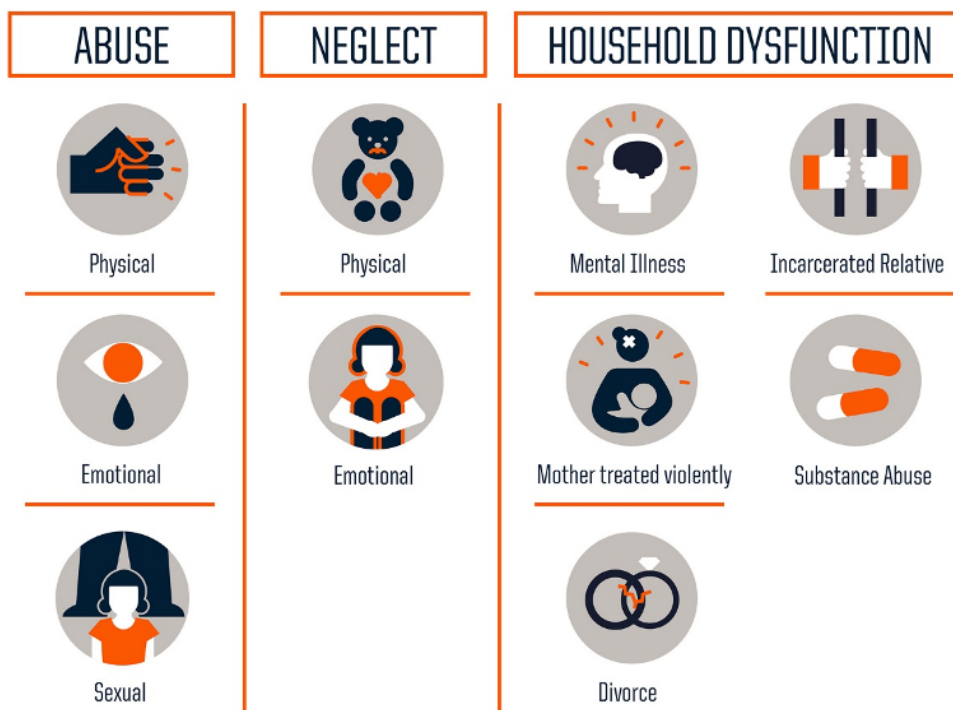 ABUSE
NEGLECT
HOUSEHOLD DYSFUNCTION
Physical
Physical
Mental Illness
Incarcerated Relative
Emotional
Emotional
Mother treated violently
Substance Abuse
Sexual
Divorce